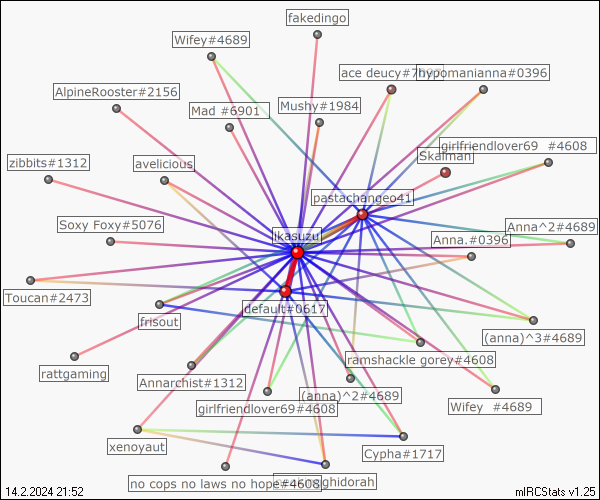 fakedingo
Wifey#4689
ace deucy#7
hypomanianna#0396
AlpineRooster#2156
Mad #6901
Mushy#1984
girlfriendlover69 #4608
Skalman
zibbits#1312
avelicious
pastachangeo41
Soxy Foxy#5076
ikasuzu
Anna^2#4689
Anna.#0396
Toucan#2473
default#0617
frisout
(anna)^3#4689
ramshackle gorey#4608
rattgaming
Annarchist#1312
(anna)^2#4689
girlfriendlover69#4608
Wifey #4689
xenoyaut
Cypha#1717
no cops no laws no hope#4608
ghidorah
14.2.2024 21:52
mIRCStats v1.25